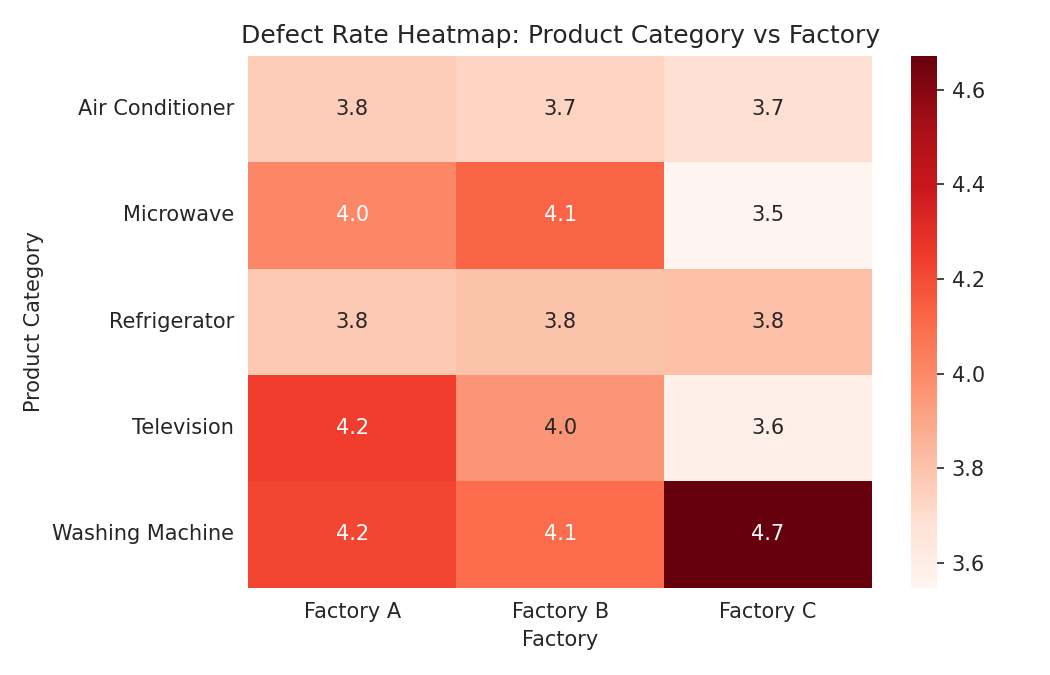 Defect Rate Heatmap: Product Category vs Factory
Product Category
Air Conditioner 3.8 3.7 3.7
Microwave 4.0 4.1 3.5
Refrigerator 3.8 3.8 3.8
Television 4.2 4.0 3.6
Washing Machine 4.2 4.1 4.7
Factory A Factory B Factory C
Factory
4.6
4.4
4.2
4.0
3.8
3.6